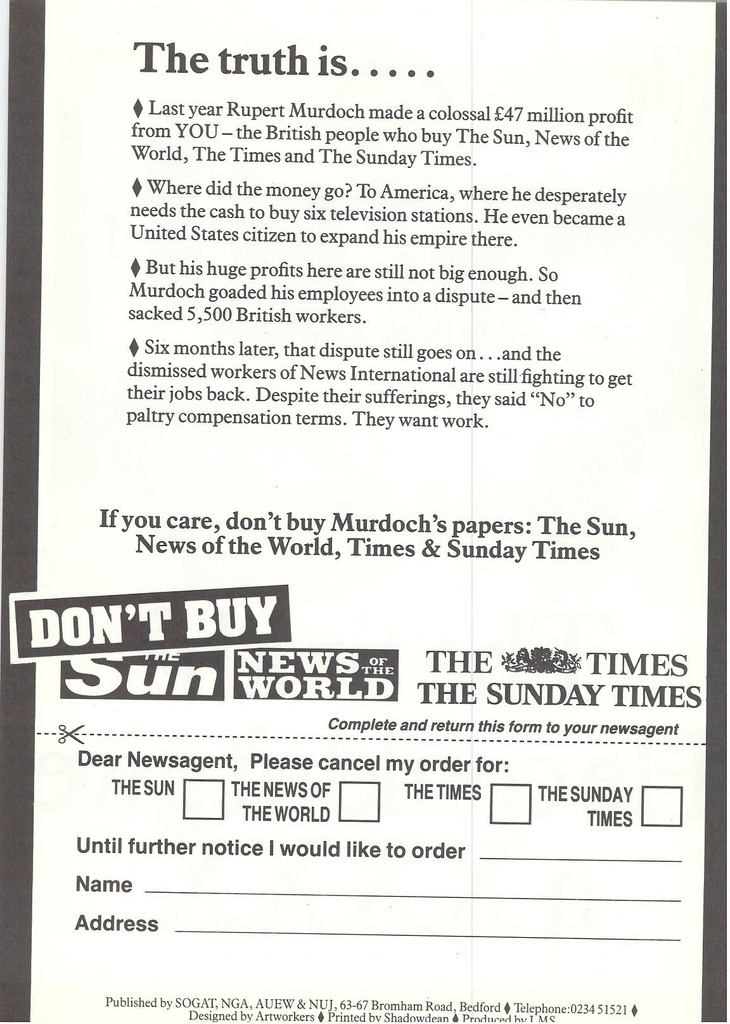 The truth is.....
♦ Last year Rupert Murdoch made a colossal £47 million profit
from YOU – the British people who buy The Sun, News of the
World, The Times and The Sunday Times.
♦ Where did the money go? To America, where he desperately
needs the cash to buy six television stations. He even became a
United States citizen to expand his empire there.
♦ But his huge profits here are still not big enough. So
Murdoch goaded his employees into a dispute – and then
sacked 5,500 British workers.
♦ Six months later, that dispute still goes on...and the
dismissed workers of News International are still fighting to get
their jobs back. Despite their sufferings, they said “No” to
paltry compensation terms. They want work.
If you care, don’t buy Murdoch’s papers: The Sun,
News of the World, Times & Sunday Times
DON’T BUY
THE Sun
NEWS OF THE WORLD
THE TIMES
THE SUNDAY TIMES
Complete and return this form to your newsagent
Dear Newsagent, Please cancel my order for:
THE SUN THE NEWS OF THE TIMES THE SUNDAY
THE WORLD TIMES
Until further notice I would like to order
Name
Address
Published by SOGAT, NGA, AUEW & NUJ, 63-67 Bromham Road, Bedford ♦ Telephone:0234 51521 ♦
Designed by Artworkers ♦ Printed by Shadowdean ♦ Produced by